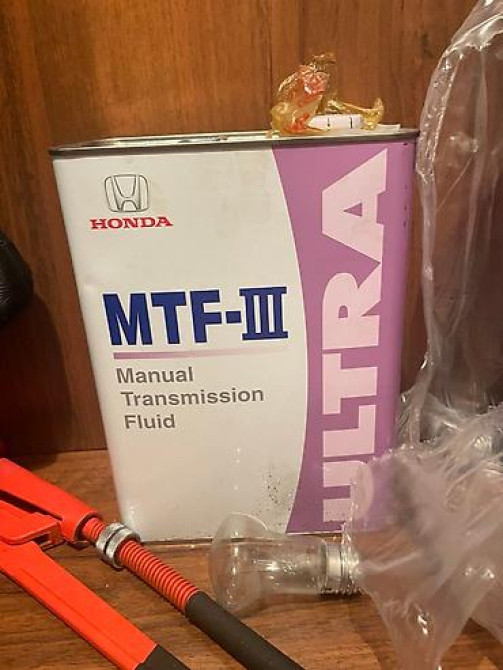 HONDA
MTF-III
Manual
Transmission
Fluid
ULTRA